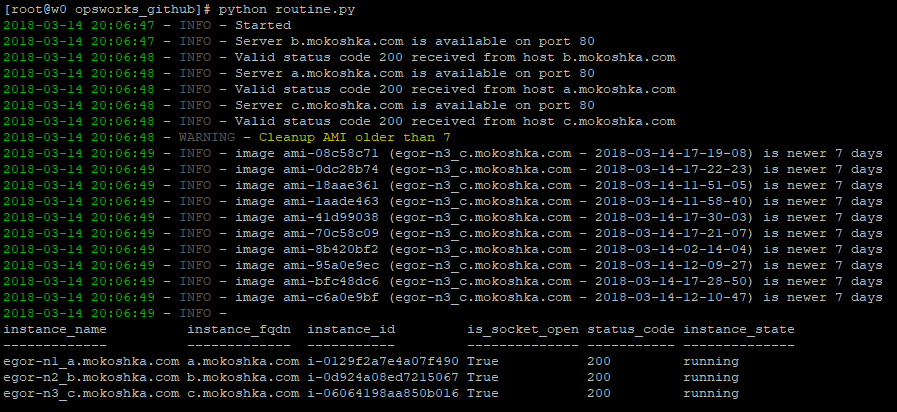 [root@w0 opsworks_github]# python routine.py
2018-03-14 20:06:47 - INFO - Started
2018-03-14 20:06:47 - INFO - Server b.mokoshka.com is available on port 80
2018-03-14 20:06:48 - INFO - Valid status code 200 received from host b.mokoshka.com
2018-03-14 20:06:48 - INFO - Server a.mokoshka.com is available on port 80
2018-03-14 20:06:48 - INFO - Valid status code 200 received from host a.mokoshka.com
2018-03-14 20:06:48 - INFO - Server c.mokoshka.com is available on port 80
2018-03-14 20:06:48 - INFO - Valid status code 200 received from host c.mokoshka.com
2018-03-14 20:06:48 - WARNING - Cleanup AMI older than 7
2018-03-14 20:06:49 - INFO - image ami-08c58c71 (egor-n3_c.mokoshka.com - 2018-03-14-17-19-08) is newer 7 days
2018-03-14 20:06:49 - INFO - image ami-0dc28b74 (egor-n3_c.mokoshka.com - 2018-03-14-17-22-23) is newer 7 days
2018-03-14 20:06:49 - INFO - image ami-18aae361 (egor-n3_c.mokoshka.com - 2018-03-14-11-51-05) is newer 7 days
2018-03-14 20:06:49 - INFO - image ami-1aade463 (egor-n3_c.mokoshka.com - 2018-03-14-11-58-40) is newer 7 days
2018-03-14 20:06:49 - INFO - image ami-41d99038 (egor-n3_c.mokoshka.com - 2018-03-14-17-30-03) is newer 7 days
2018-03-14 20:06:49 - INFO - image ami-70c58c09 (egor-n3_c.mokoshka.com - 2018-03-14-17-21-07) is newer 7 days
2018-03-14 20:06:49 - INFO - image ami-8b420bf2 (egor-n3_c.mokoshka.com - 2018-03-14-02-14-04) is newer 7 days
2018-03-14 20:06:49 - INFO - image ami-95a0e9ec (egor-n3_c.mokoshka.com - 2018-03-14-12-09-27) is newer 7 days
2018-03-14 20:06:49 - INFO - image ami-bfc48dc6 (egor-n3_c.mokoshka.com - 2018-03-14-17-28-50) is newer 7 days
2018-03-14 20:06:49 - INFO - image ami-c6a0e9bf (egor-n3_c.mokoshka.com - 2018-03-14-12-10-47) is newer 7 days
2018-03-14 20:06:49 - INFO -
instance_name          instance_fqdn  instance_id         is_socket_open status_code instance_state
-------------          -------------  -----------         -------------- ----------- --------------
egor-n1_a.mokoshka.com a.mokoshka.com i-0129f2a7e4a07f490 True           200         running
egor-n2_b.mokoshka.com b.mokoshka.com i-0d924a08ed7215067 True           200         running
egor-n3_c.mokoshka.com c.mokoshka.com i-06064198aa850b016 True           200         running